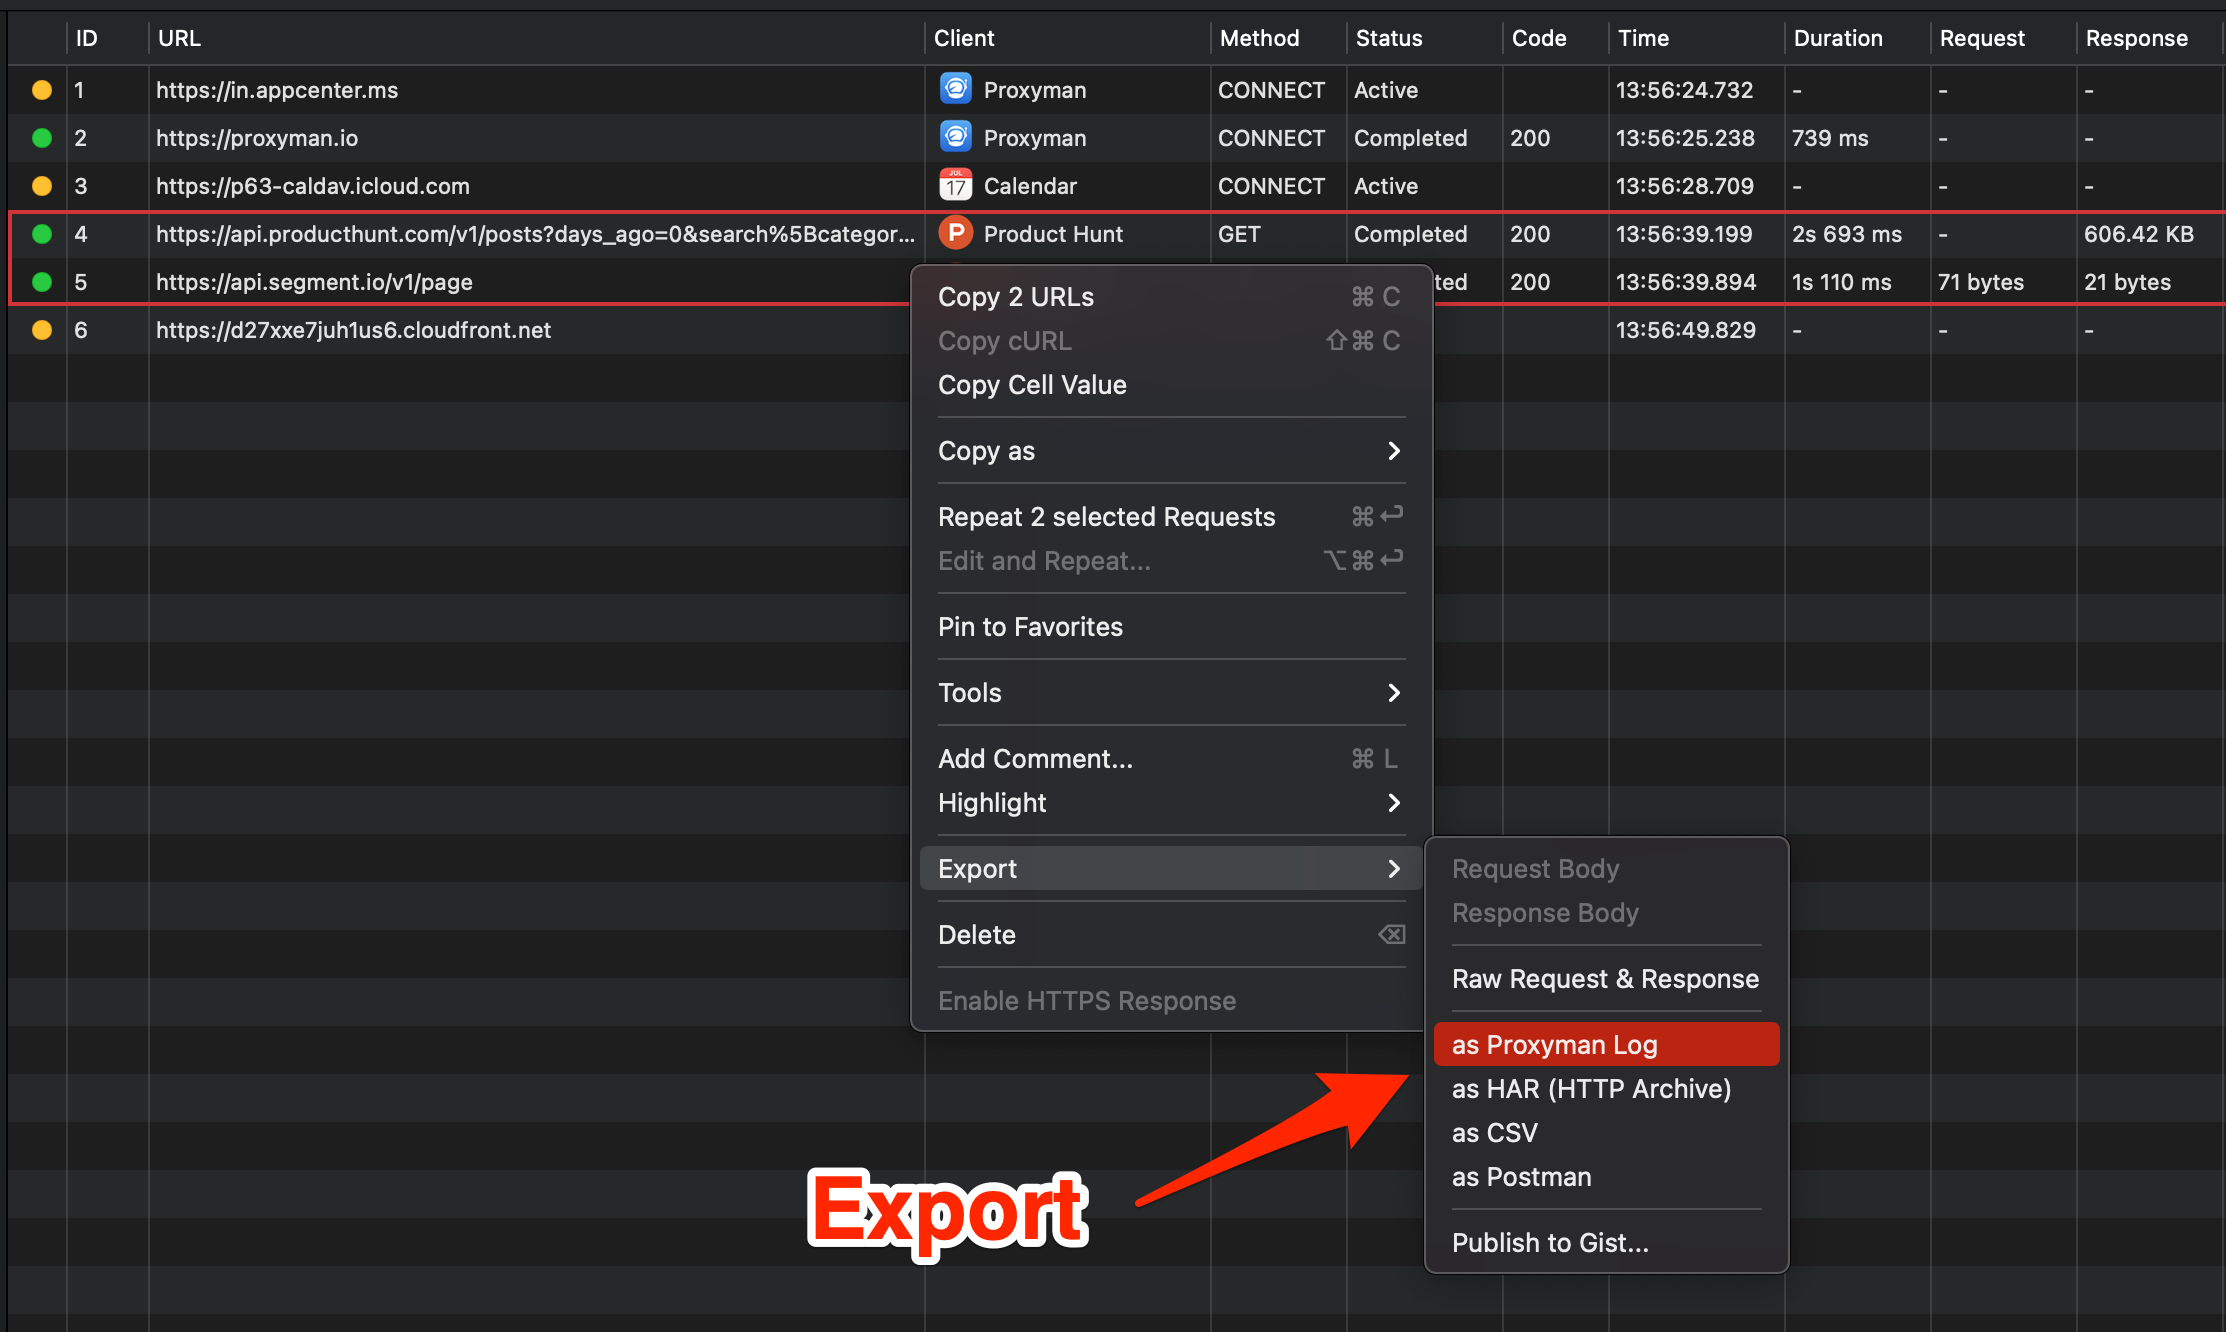 ID URL Client Method Status Code Time Duration Request Response
1 https://in.appcenter.ms Proxyman CONNECT Active 13:56:24.732 - - -
2 https://proxyman.io Proxyman CONNECT Completed 200 13:56:25.238 739 ms - -
3 https://p63-caldav.icloud.com JUL 17 Calendar CONNECT Active 13:56:28.709 - - -
4 https://api.producthunt.com/v1/posts?days_ago=0&search%5Bcategor... P Product Hunt GET Completed 200 13:56:39.199 2s 693 ms - 606.42 KB
5 https://api.segment.io/v1/page ted 200 13:56:39.894 1s 110 ms 71 bytes 21 bytes
6 https://d27xxe7juh1us6.cloudfront.net 13:56:49.829 - - -
Copy 2 URLs ⌘ C
Copy cURL ⇧⌘ C
Copy Cell Value
Copy as
Repeat 2 selected Requests ⌘↩
Edit and Repeat... ⌥⌘↩
Pin to Favorites
Tools
Add Comment... ⌘ L
Highlight
Export
Delete ⌫
Enable HTTPS Response
Request Body
Response Body
Raw Request & Response
as Proxyman Log
as HAR (HTTP Archive)
as CSV
as Postman
Publish to Gist...
Export